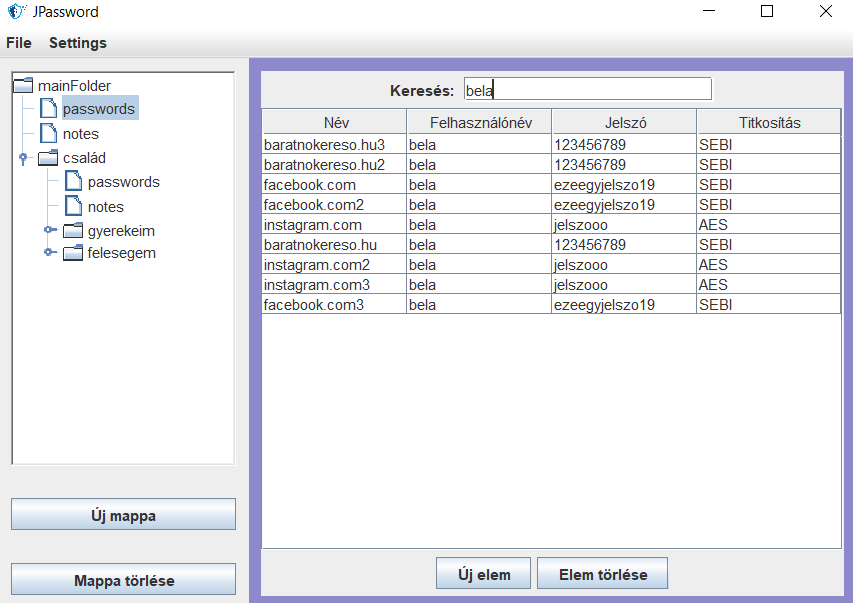 JPassword
File Settings
mainFolder
passwords
notes
család
passwords
notes
gyerekeim
felesegem
Új mappa
Mappa törlése
Keresés: bela
Név Felhasználónév Jelszó Titkosítás
baratnokereso.hu3 bela 123456789 SEBI
baratnokereso.hu2 bela 123456789 SEBI
facebook.com bela ezeegyjelszo19 SEBI
facebook.com2 bela ezeegyjelszo19 SEBI
instagram.com bela jelszooo AES
baratnokereso.hu bela 123456789 SEBI
instagram.com2 bela jelszooo AES
instagram.com3 bela jelszooo AES
facebook.com3 bela ezeegyjelszo19 SEBI
Új elem Elem törlése